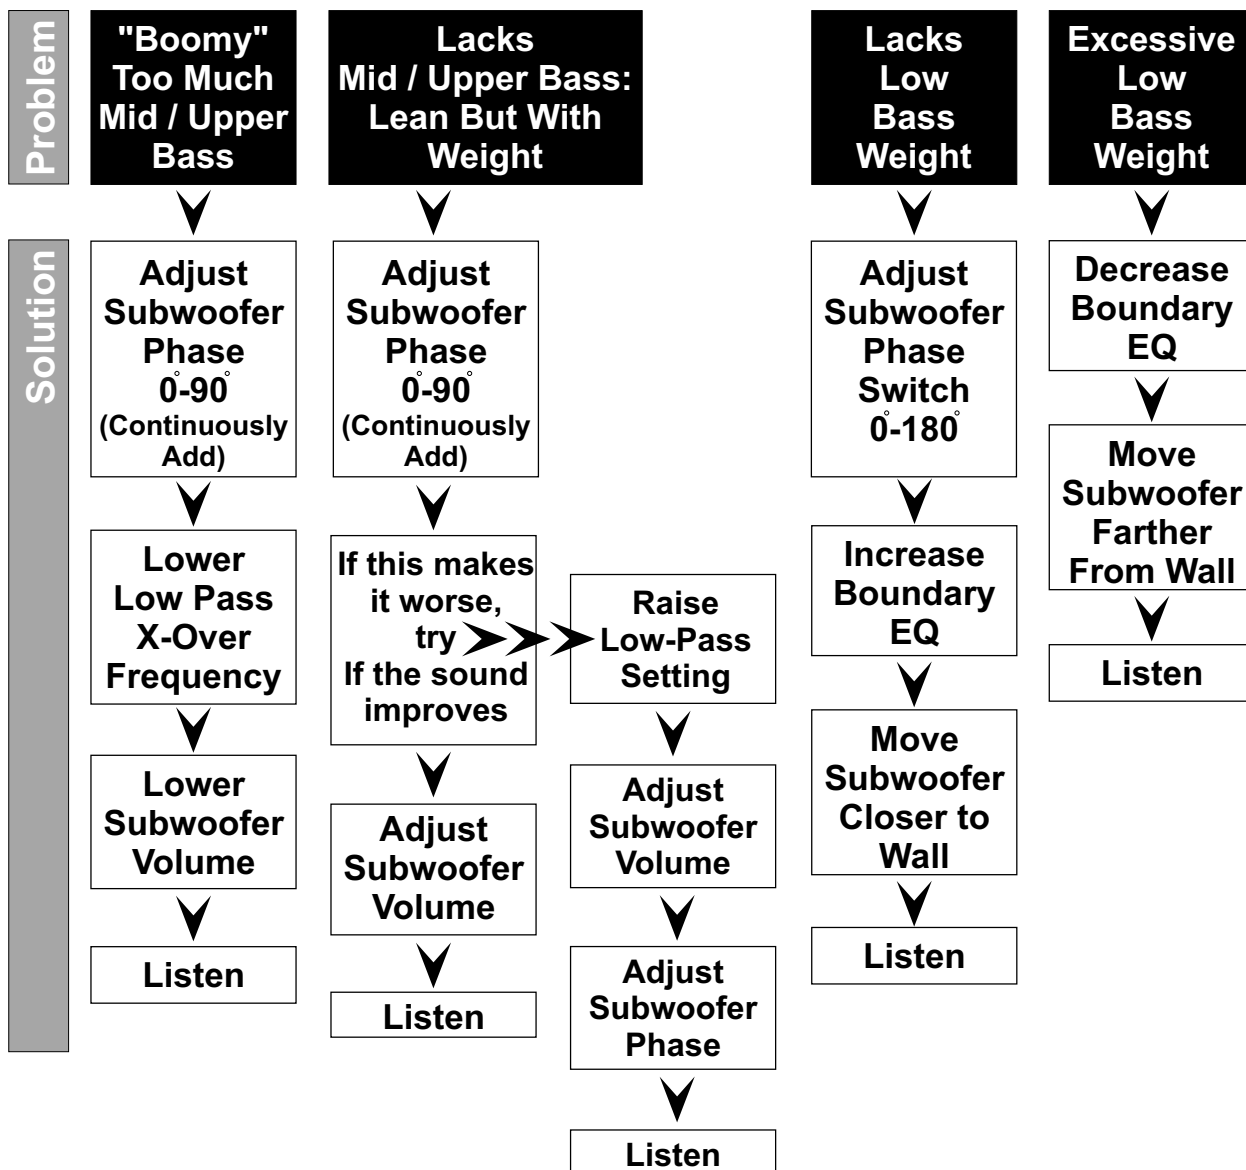 Problem
"Boomy"
Too Much
Mid / Upper
Bass
Lacks
Mid / Upper Bass:
Lean But With
Weight
Lacks
Low
Bass
Weight
Excessive
Low
Bass
Weight
Solution
Adjust
Subwoofer
Phase
0°-90°
(Continuously
Add)
Lower
Low Pass
X-Over
Frequency
Lower
Subwoofer
Volume
Listen
Adjust
Subwoofer
Phase
0°-90°
(Continuously
Add)
If this makes
it worse,
try
If the sound
improves
Adjust
Subwoofer
Volume
Listen
Raise
Low-Pass
Setting
Adjust
Subwoofer
Volume
Adjust
Subwoofer
Phase
Listen
Adjust
Subwoofer
Phase
Switch
0°-180°
Increase
Boundary
EQ
Move
Subwoofer
Closer to
Wall
Listen
Decrease
Boundary
EQ
Move
Subwoofer
Farther
From Wall
Listen